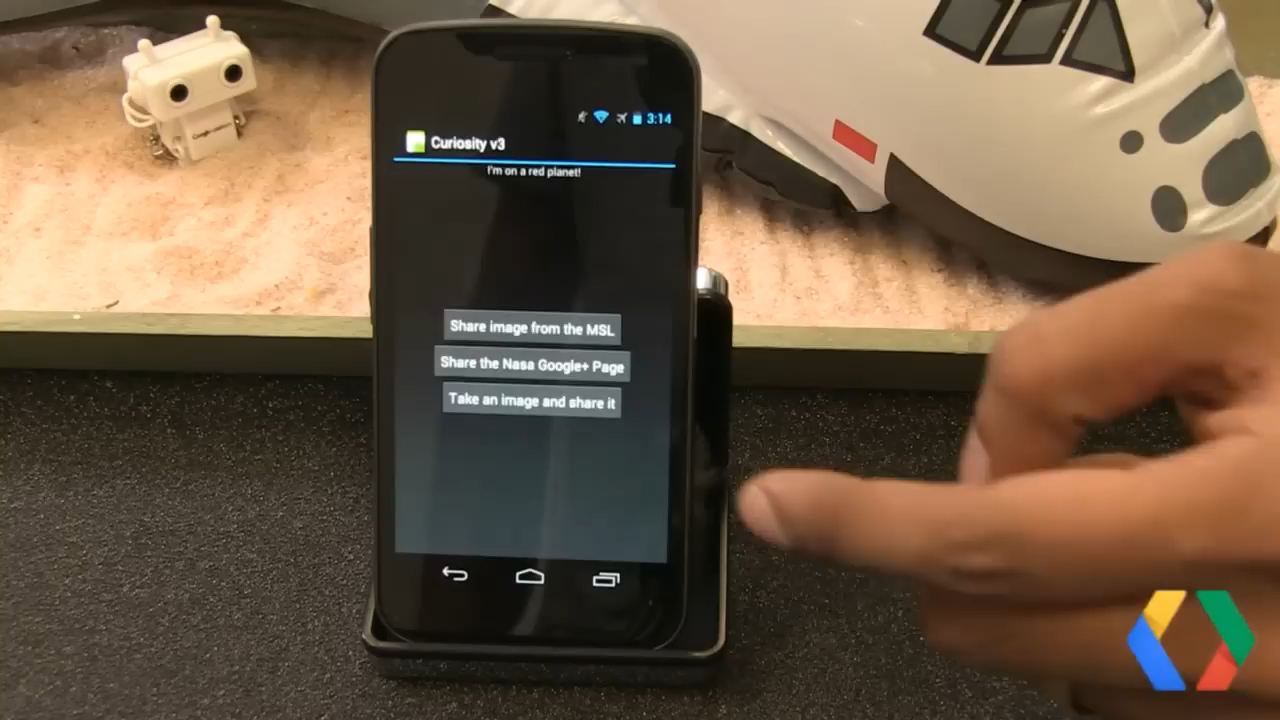 3:14
Curiosity v3
I'm on a red planet!
Share image from the MSL
Share the Nasa Google+ Page
Take an image and share it